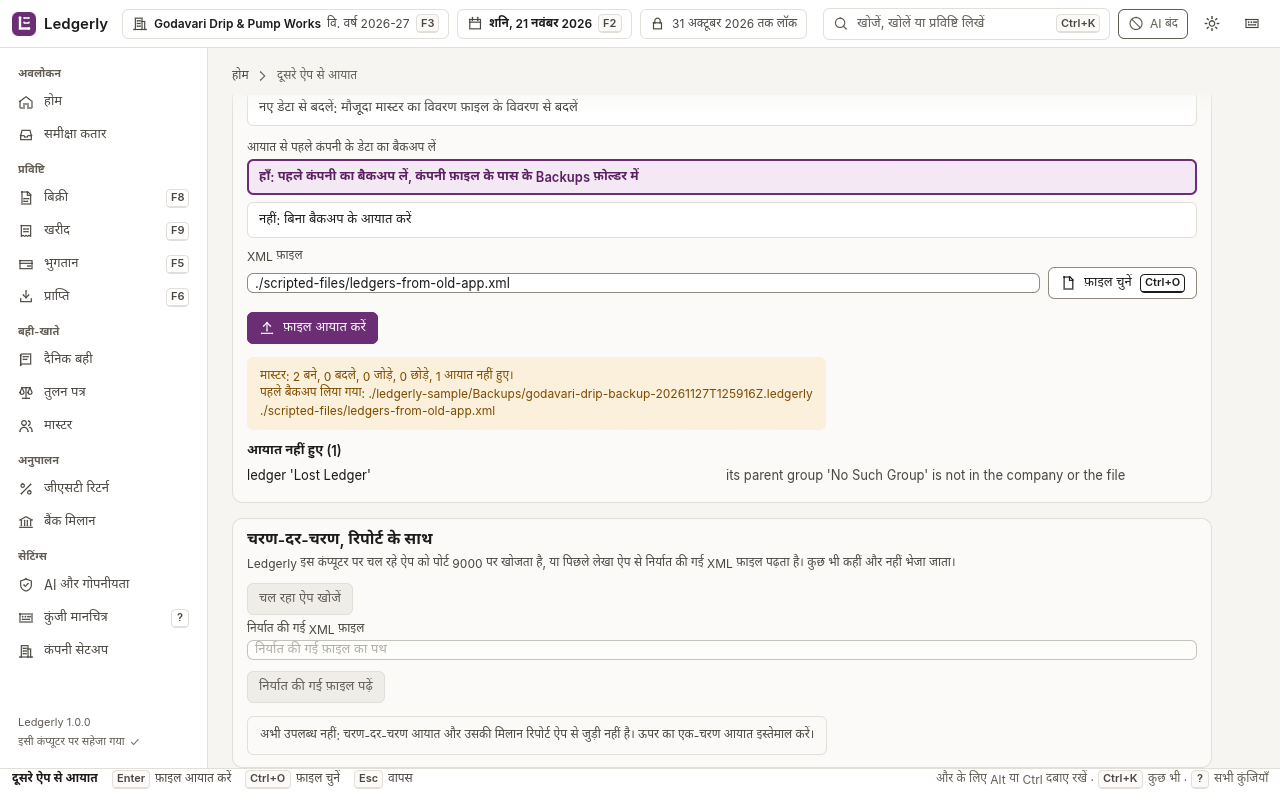 Ledgerly
Godavari Drip & Pump Works वि. वर्ष 2026-27 F3
शनि, 21 नवंबर 2026 F2
31 अक्टूबर 2026 तक लॉक
खोजें, खोलें या प्रविष्टि लिखें Ctrl+K
AI बंद
अवलोकन
होम
समीक्षा कतार
प्रविष्टि
बिक्री F8
खरीद F9
भुगतान F5
प्राप्ति F6
बही-खाते
दैनिक बही
तुलन पत्र
मास्टर
अनुपालन
जीएसटी रिटर्न
बैंक मिलान
सेटिंग्स
AI और गोपनीयता
कुंजी मानचित्र ?
कंपनी सेटअप
Ledgerly 1.0.0
इसी कंप्यूटर पर सहेजा गया
होम > दूसरे ऐप से आयात
नए डेटा से बदलें: मौजूदा मास्टर का विवरण फ़ाइल के विवरण से बदलें
आयात से पहले कंपनी के डेटा का बैकअप लें
हाँ: पहले कंपनी का बैकअप लें, कंपनी फ़ाइल के पास के Backups फ़ोल्डर में
नहीं: बिना बैकअप के आयात करें
XML फ़ाइल
./scripted-files/ledgers-from-old-app.xml
फ़ाइल चुनें Ctrl+O
फ़ाइल आयात करें
मास्टर: 2 बने, 0 बदले, 0 जोड़े, 0 छोड़े, 1 आयात नहीं हुए।
पहले बैकअप लिया गया: ./ledgerly-sample/Backups/godavari-drip-backup-20261127T125916Z.ledgerly
./scripted-files/ledgers-from-old-app.xml
आयात नहीं हुए (1)
ledger 'Lost Ledger' its parent group 'No Such Group' is not in the company or the file
चरण-दर-चरण, रिपोर्ट के साथ
Ledgerly इस कंप्यूटर पर चल रहे ऐप को पोर्ट 9000 पर खोजता है, या पिछले लेखा ऐप से निर्यात की गई XML फ़ाइल पढ़ता है। कुछ भी कहीं और नहीं भेजा जाता।
चल रहा ऐप खोजें
निर्यात की गई XML फ़ाइल
निर्यात की गई फ़ाइल का पथ
निर्यात की गई फ़ाइल पढ़ें
अभी उपलब्ध नहीं: चरण-दर-चरण आयात और उसकी मिलान रिपोर्ट ऐप से जुड़ी नहीं है। ऊपर का एक-चरण आयात इस्तेमाल करें।
दूसरे ऐप से आयात Enter फ़ाइल आयात करें Ctrl+O फ़ाइल चुनें Esc वापस
और के लिए Alt या Ctrl दबाए रखें · Ctrl+K कुछ भी · ? सभी कुंजियाँ